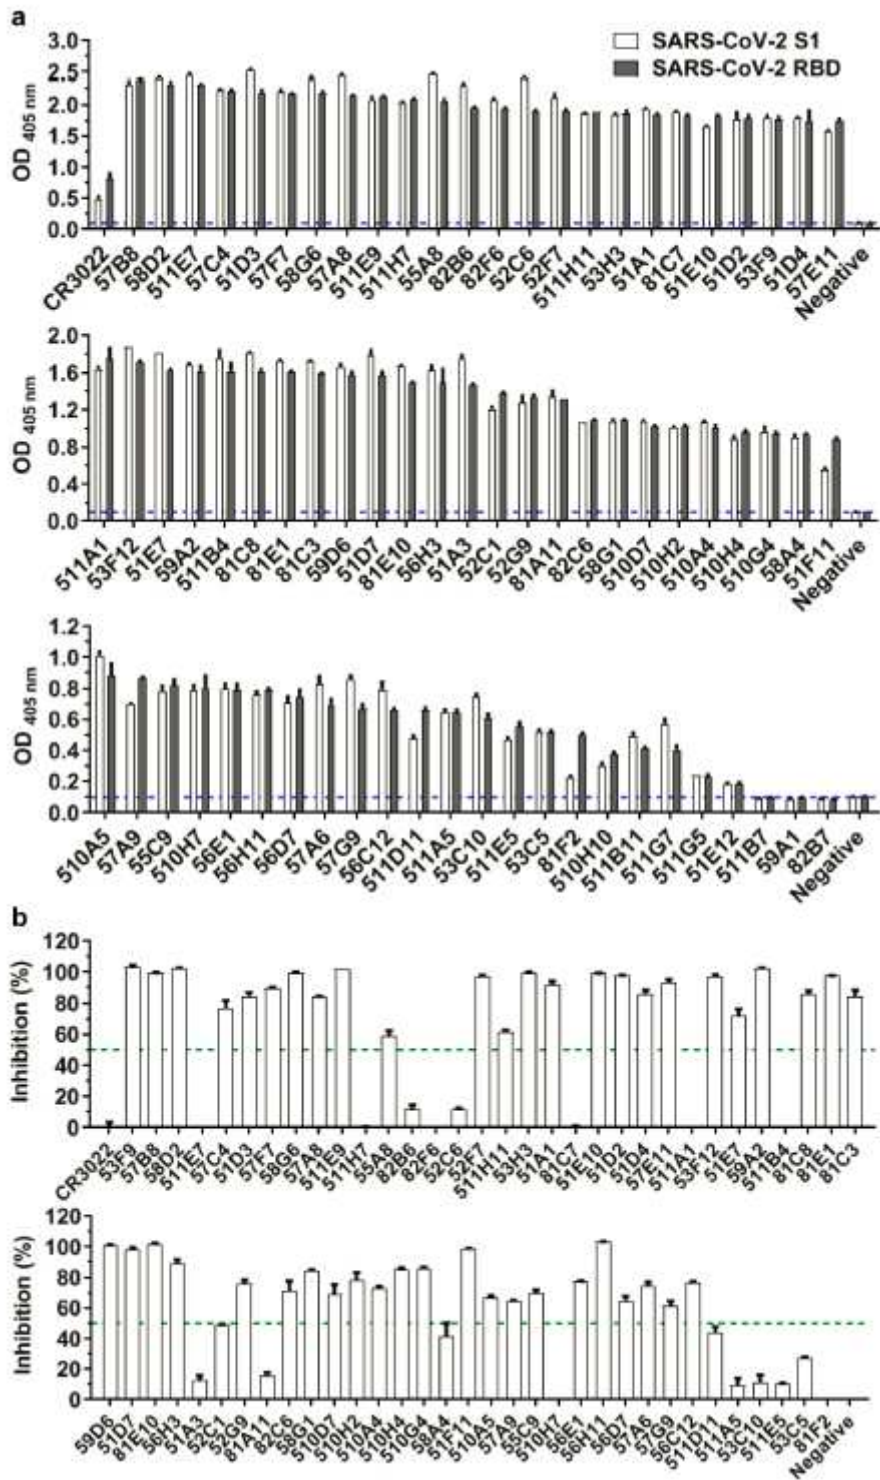 a
SARS-CoV-2 S1
SARS-CoV-2 RBD
OD 405 nm
3.0
2.5
2.0
1.5
1.0
0.5
0.0
CR3022 57B8 58D2 511E7 57C4 51D3 57F7 58G6 57A8 511E9 511H7 55A8 82B6 82F6 52C6 52F7 511H11 53H3 51A1 81C7 51E10 51D2 53F9 51D4 57E11 Negative
OD 405 nm
2.0
1.6
1.2
0.8
0.4
0.0
511A1 53F12 51E7 59A2 511B4 81C8 81E1 81C3 59D6 51D7 81E10 56H3 51A3 52C1 52G9 81A11 82C6 58G1 510D7 510H2 510A4 510H4 510G4 58A4 51F11 Negative
OD 405 nm
1.2
1.0
0.8
0.6
0.4
0.2
0.0
510A5 57A9 55C9 510H7 56E1 56H11 56D7 57A6 57G9 56C12 511D11 511A5 53C10 511E5 53C5 81F2 510H10 511B11 511G7 511G5 51E12 511B7 59A1 82B7 Negative
b
Inhibition (%)
120
100
80
60
40
20
0
CR3022 53F9 57B8 58D2 511E7 57C4 51D3 57F7 58G6 57A8 511E9 511H7 55A8 82B6 82F6 52C6 52F7 511H11 53H3 51A1 81C7 51E10 51D2 51D4 57E11 511A1 53F12 51E7 59A2 511B4 81C8 81E1 81C3
Inhibition (%)
120
100
80
60
40
20
0
59D6 51D7 81E10 56H3 51A3 52C1 52G9 81A11 82C6 58G1 510D7 510H2 510A4 510H4 510G4 58A4 51F11 510A5 57A9 55C9 510H7 56E1 56H11 56D7 57A6 57G9 56C12 511D11 511A5 53C10 511E5 53C5 81F2 Negative